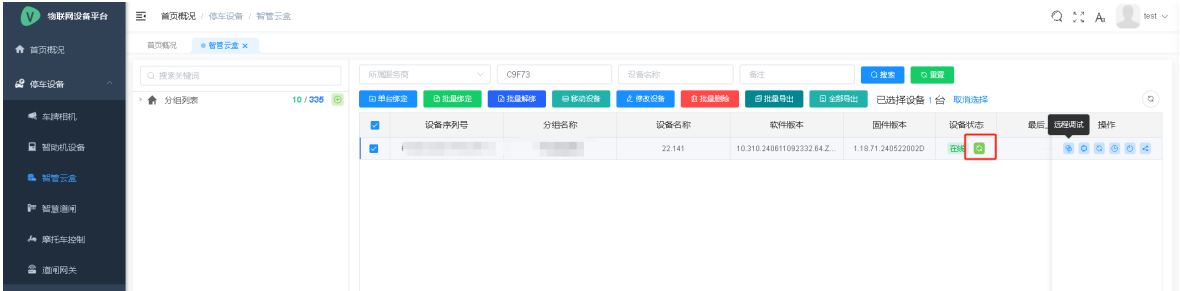 V 物联网设备平台
首页概况 / 停车设备 / 智管云盒
test
首页概况
首页概况
智管云盒 ×
停车设备
车牌相机
智助机设备
智管云盒
智慧道闸
摩托车控制
道闸网关
搜索关键词
分组列表
10 / 335
所属服务商
C9F73
设备名称
备注
搜索
重置
单台绑定
批量绑定
批量解绑
移动设备
修改设备
批量删除
批量导出
全部导出
已选择设备 1 台 取消选择
设备序列号
分组名称
设备名称
软件版本
固件版本
设备状态
远程调试
操作
22.141
10.310.240611092332.64.Z...
1.18.71.240522002D
在线